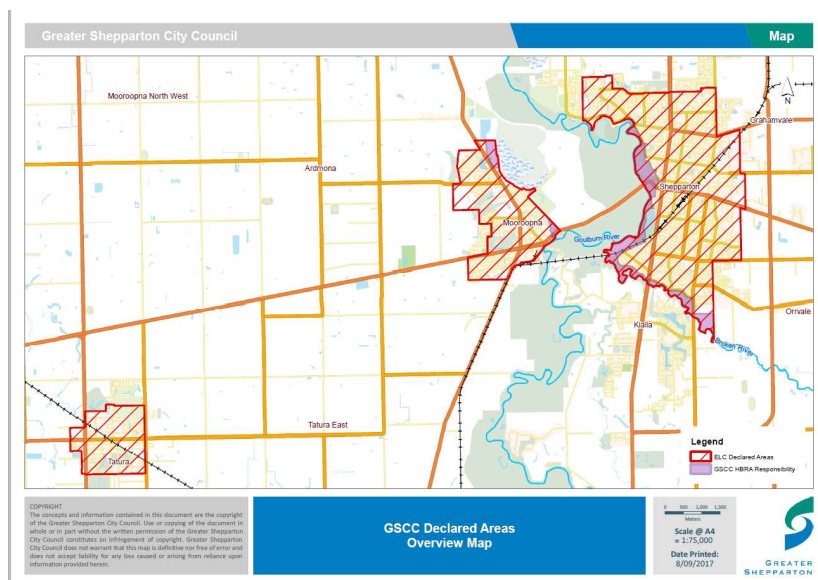 Greater Shepparton City Council
Map
Mooroopna North West
N
Grahamvale
Ardmona
Shepparton
Mooroopna
Goulburn River
Orrvale
Kialla
Broken River
Tatura East
Legend
ELC Declared Areas
GSCC HBRA Responsibility
Tatura
COPYRIGHT
The concepts and information contained in this document are the copyright
of the Greater Shepparton City Council. Use or copying of the document in
whole or in part without the written permission of the Greater Shepparton
City Council constitutes an infringement of copyright. Greater Shepparton
City Council does not warrant that this map is definitive nor free of error and
does not accept liability for any loss caused or arising from reliance upon
information provided herein.
GSCC Declared Areas
Overview Map
0 500 1,000 1,500
Meters
Scale @ A4
= 1:75,000
Date Printed:
8/09/2017
GREATER
SHEPPARTON